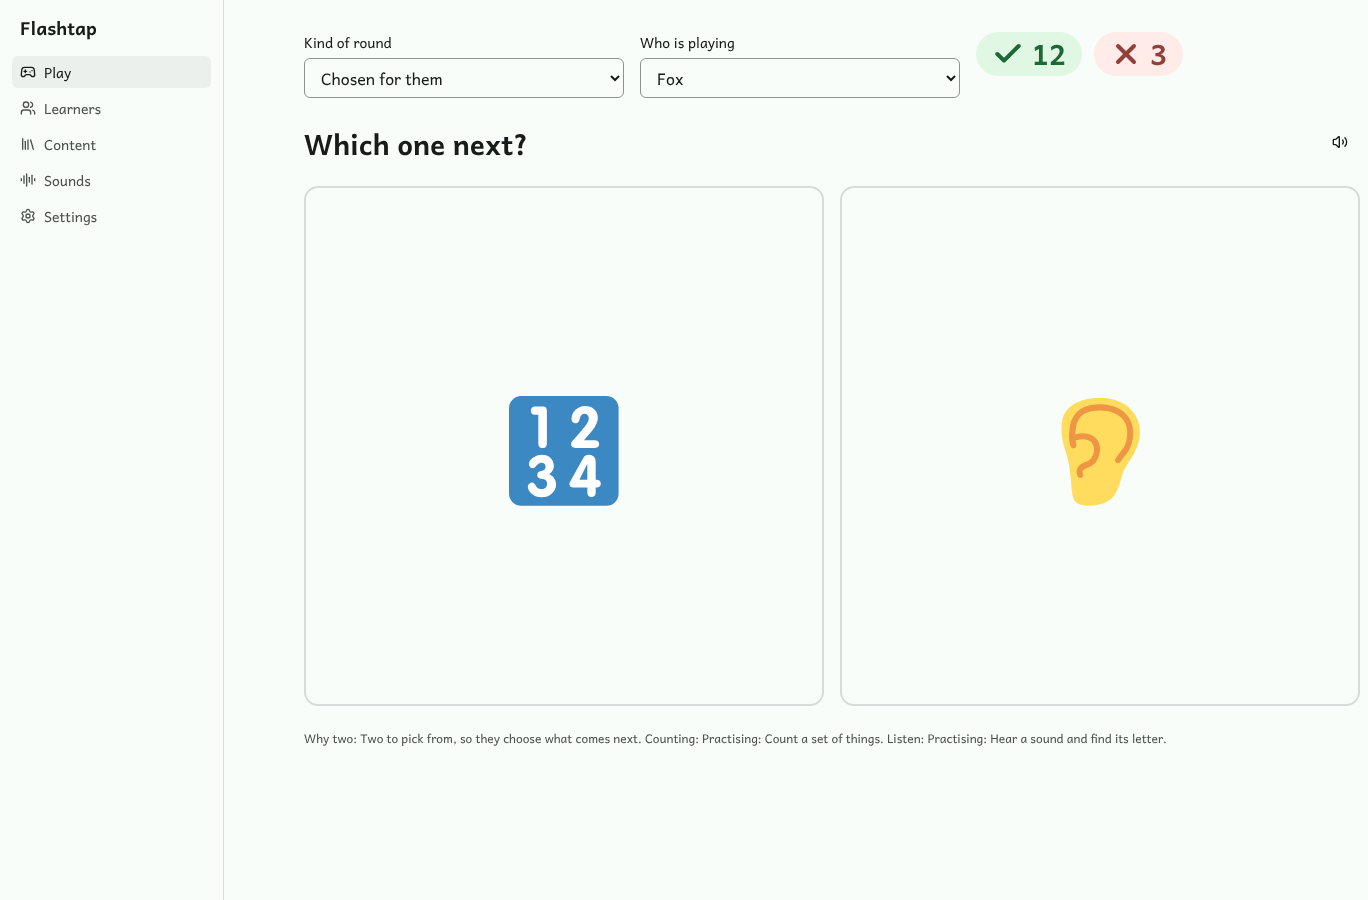 Flashtap
Play
Learners
Content
Sounds
Settings
Kind of round
Chosen for them
Who is playing
Fox
12
3
Which one next?
1 2
3 4
Why two: Two to pick from, so they choose what comes next. Counting: Practising: Count a set of things. Listen: Practising: Hear a sound and find its letter.